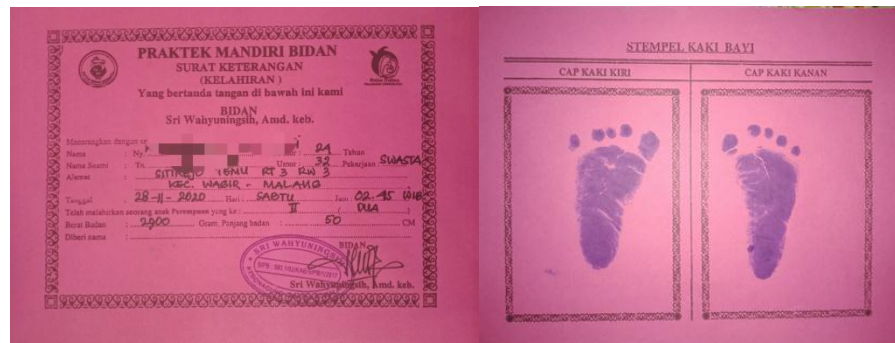 PRAKTEK MANDIRI BIDAN
SURAT KETERANGAN
(KELAHIRAN )
Yang bertanda tangan di bawah ini kami
BIDAN
Sri Wahyuningsih, Amd. keb.
Menerangkan dengan
Nama : Ny. : 24 Tahun
Nama Suami : Tn. Umur : 32 Pekerjaan SWASTA
Alamat : SITIREJO RT 3 RW 3
KEC. WAGIR - MALANG
Tanggal : 28-11-2020 Hari : SABTU Jam : 02.45 WIB
Telah melahirkan seorang anak Perempuan yang ke : II ( DUA )
Berat Badan : 2900 Gram. Panjang badan : 50 CM
Diberi nama :
BIDAN
SRI WAHYUNINGSIH
Sri Wahyuningsih, Amd. keb.
STEMPEL KAKI BAYI
CAP KAKI KIRI
CAP KAKI KANAN